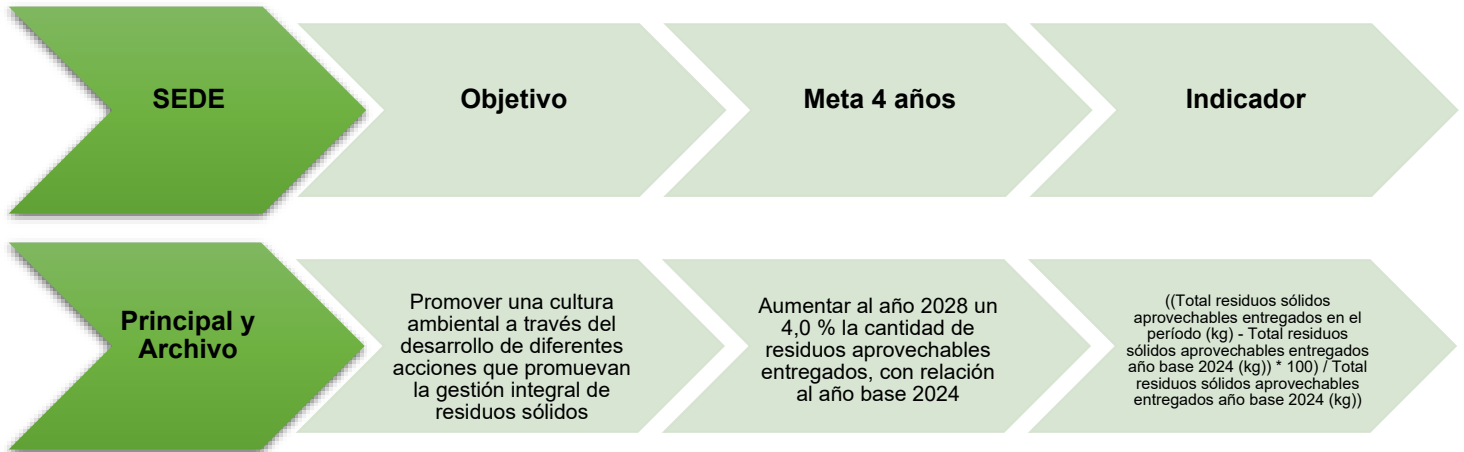 SEDE
Objetivo
Meta 4 años
Indicador
Principal y
Archivo
Promover una cultura
ambiental a través del
desarrollo de diferentes
acciones que promuevan
la gestión integral de
residuos sólidos
Aumentar al año 2028 un
4,0 % la cantidad de
residuos aprovechables
entregados, con relación
al año base 2024
((Total residuos sólidos
aprovechables entregados en el
período (kg) - Total residuos
sólidos aprovechables entregados
año base 2024 (kg)) * 100) / Total
residuos sólidos aprovechables
entregados año base 2024 (kg))